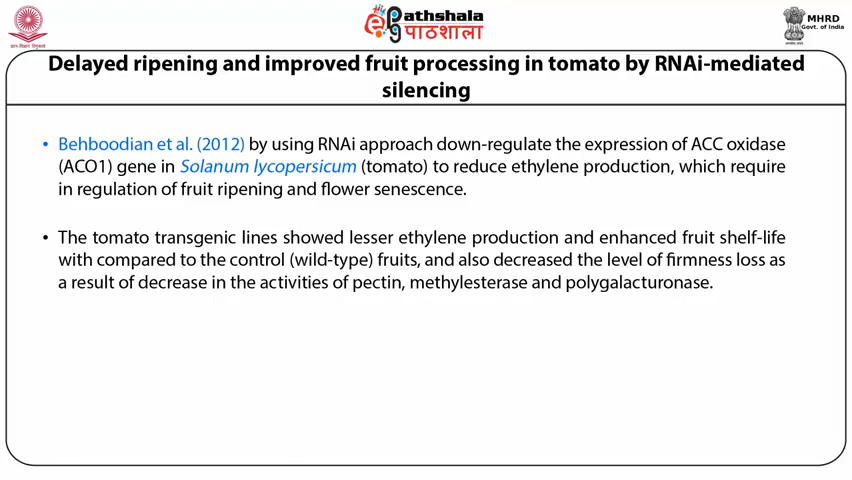 Pathshala
पाठशाला
MHRD
Govt. of India
Delayed ripening and improved fruit processing in tomato by RNAi-mediated
silencing
• Behboodian et al. (2012) by using RNAi approach down-regulate the expression of ACC oxidase
(ACO1) gene in Solanum lycopersicum (tomato) to reduce ethylene production, which require
in regulation of fruit ripening and flower senescence.
• The tomato transgenic lines showed lesser ethylene production and enhanced fruit shelf-life
with compared to the control (wild-type) fruits, and also decreased the level of firmness loss as
a result of decrease in the activities of pectin, methylesterase and polygalacturonase.